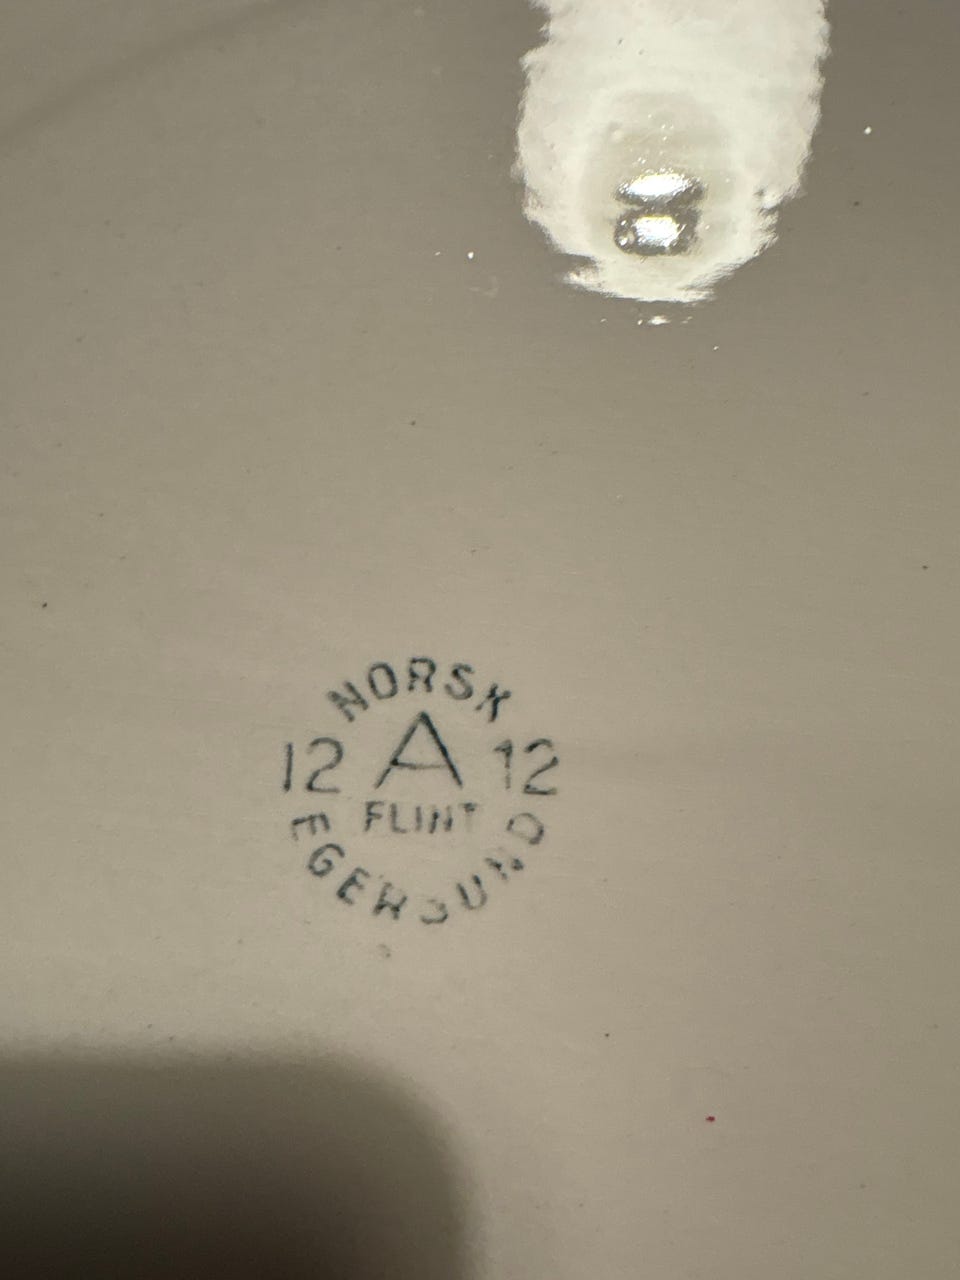 NORSK
12 A 12
FLINT
EGERSUND